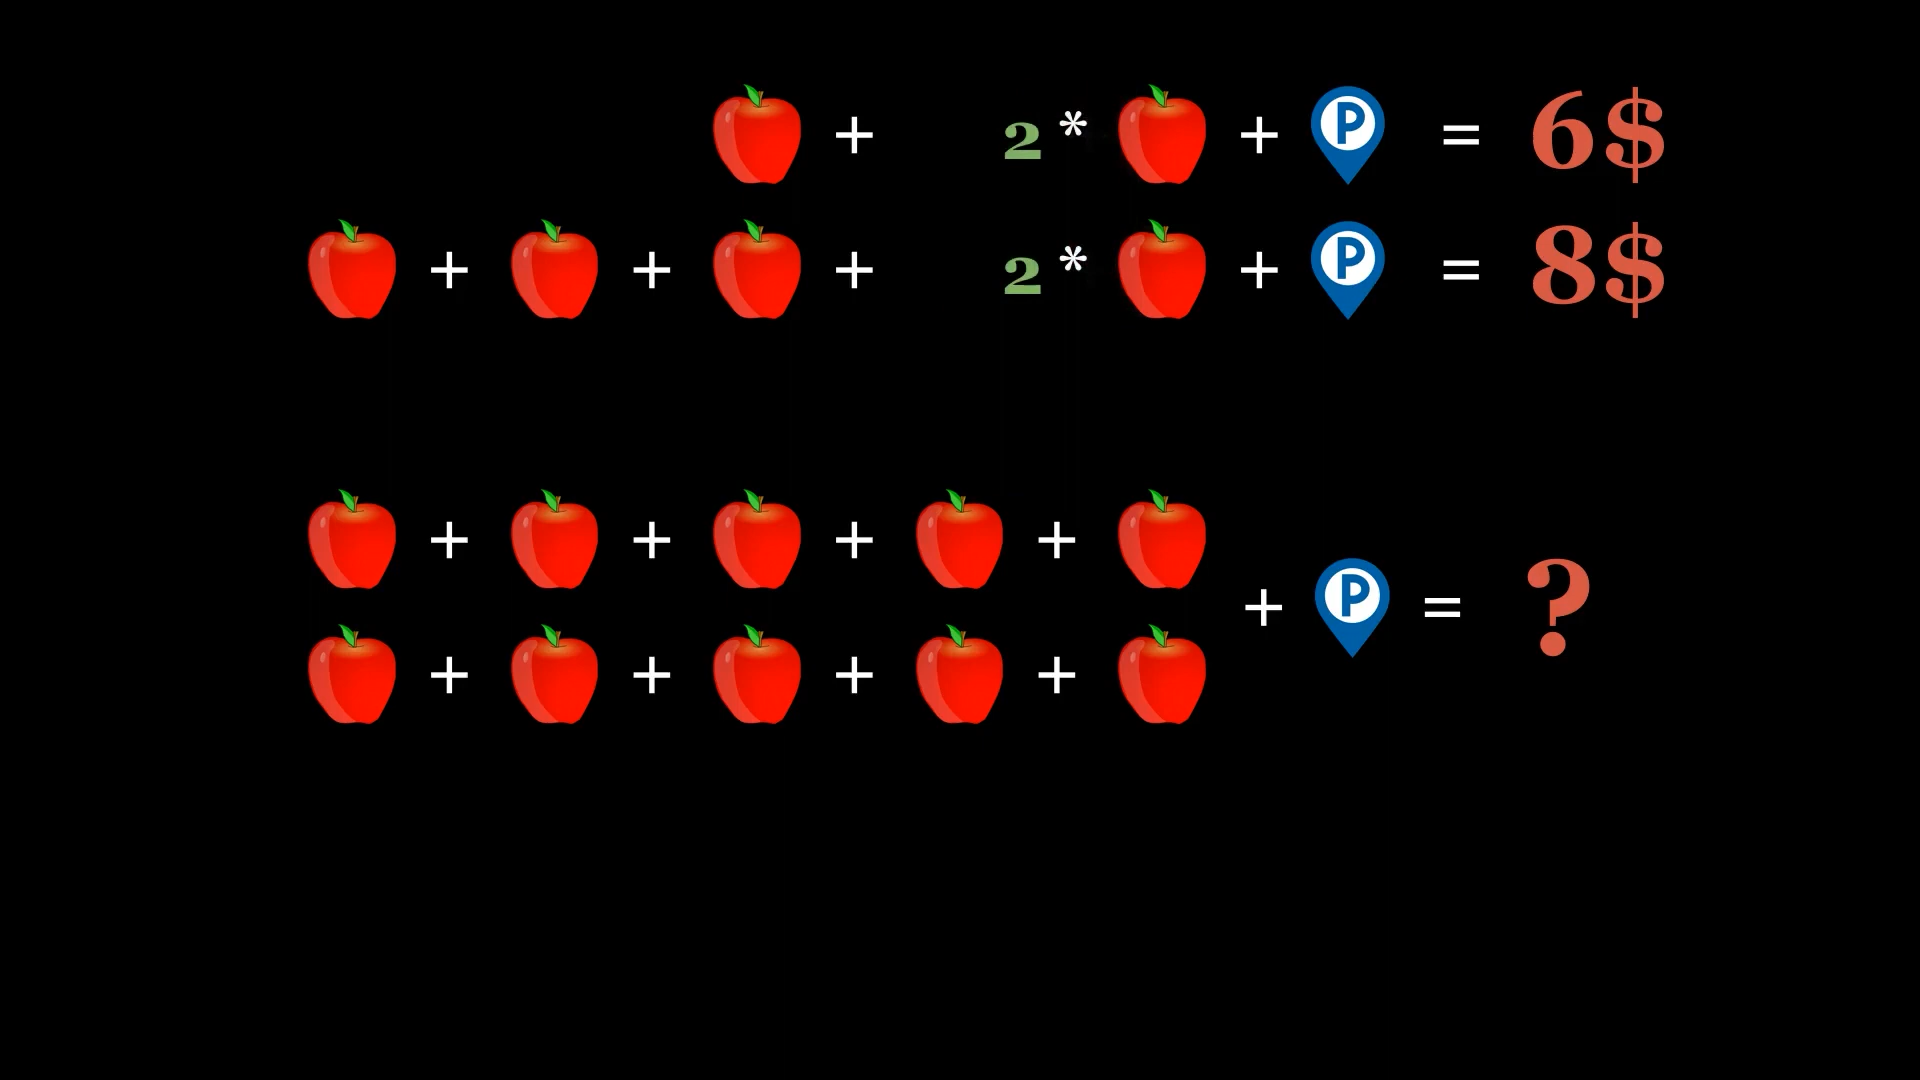 + 2 * + P = 6$
+ + + 2 * + P = 8$
+ + + +
+ P = ?
+ + + +